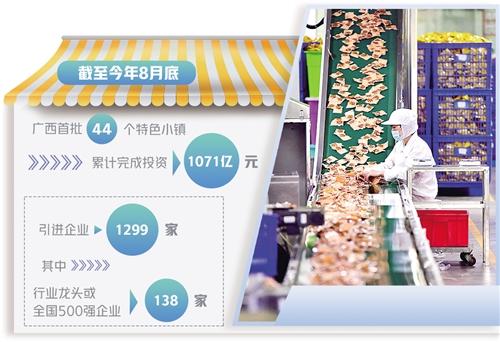 截至今年8月底
广西首批 44 个特色小镇
累计完成投资 1071亿 元
引进企业 1299 家
其中
行业龙头或
全国500强企业 138 家